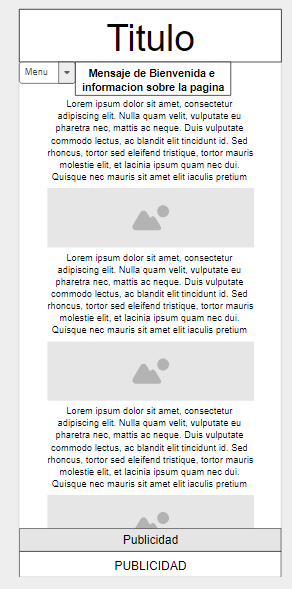 Titulo
Menu
Mensaje de Bienvenida e
informacion sobre la pagina
Lorem ipsum dolor sit amet, consectetur
adipiscing elit. Nulla quam velit, vulputate eu
pharetra nec, mattis ac neque. Duis vulputate
commodo lectus, ac blandit elit tincidunt id. Sed
rhoncus, tortor sed eleifend tristique, tortor mauris
molestie elit, et lacinia ipsum quam nec dui.
Quisque nec mauris sit amet elit iaculis pretium
Lorem ipsum dolor sit amet, consectetur
adipiscing elit. Nulla quam velit, vulputate eu
pharetra nec, mattis ac neque. Duis vulputate
commodo lectus, ac blandit elit tincidunt id. Sed
rhoncus, tortor sed eleifend tristique, tortor mauris
molestie elit, et lacinia ipsum quam nec dui.
Quisque nec mauris sit amet elit iaculis pretium
Lorem ipsum dolor sit amet, consectetur
adipiscing elit. Nulla quam velit, vulputate eu
pharetra nec, mattis ac neque. Duis vulputate
commodo lectus, ac blandit elit tincidunt id. Sed
rhoncus, tortor sed eleifend tristique, tortor mauris
molestie elit, et lacinia ipsum quam nec dui.
Quisque nec mauris sit amet elit iaculis pretium
Publicidad
PUBLICIDAD